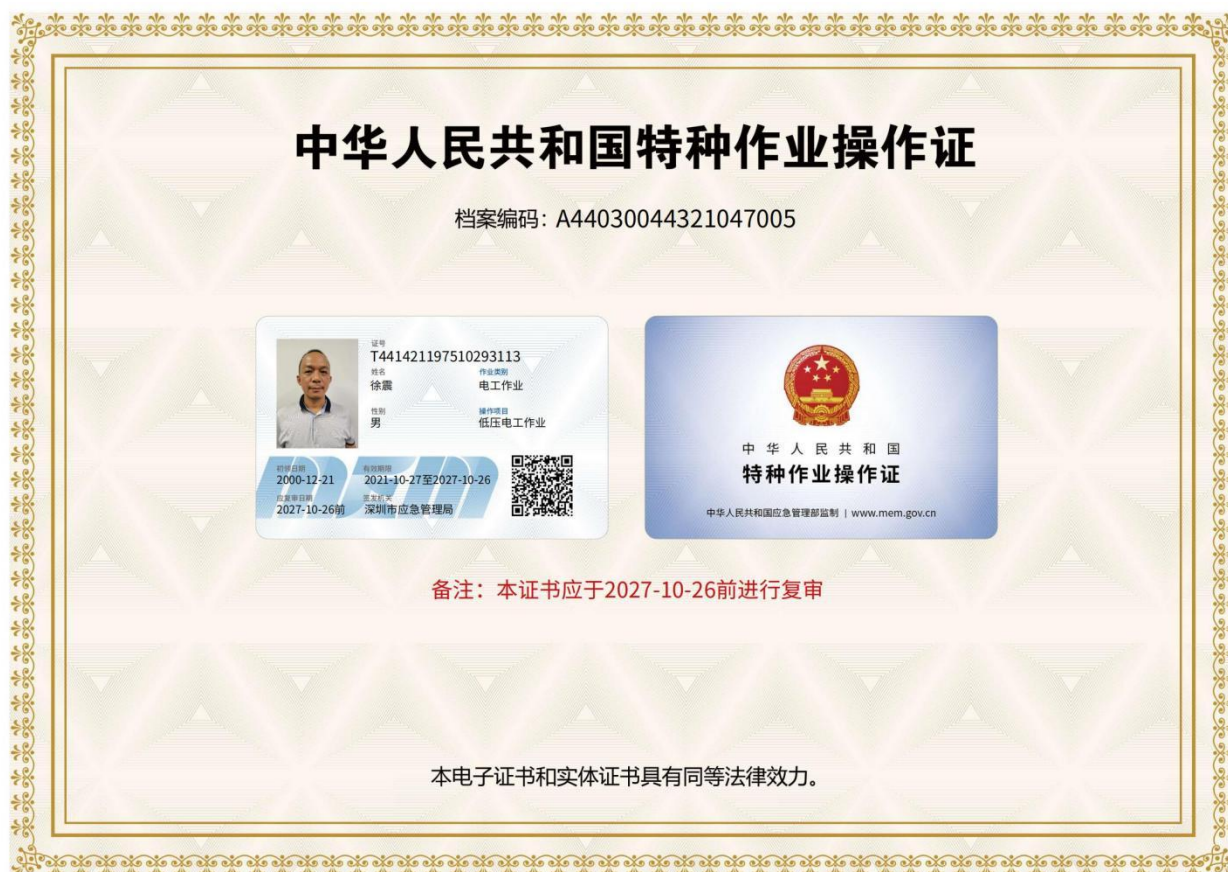 中华人民共和国特种作业操作证
档案编码：A44030044321047005
证号
T441421197510293113
姓名 作业类别
徐震 电工作业
性别 操作项目
男 低压电工作业
初领日期 有效期限
2000-12-21 2021-10-27至2027-10-26
应复审日期 签发机关
2027-10-26前 深圳市应急管理局
mem
中华人民共和国
特种作业操作证
中华人民共和国应急管理部监制 | www.mem.gov.cn
备注：本证书应于2027-10-26前进行复审
本电子证书和实体证书具有同等法律效力。